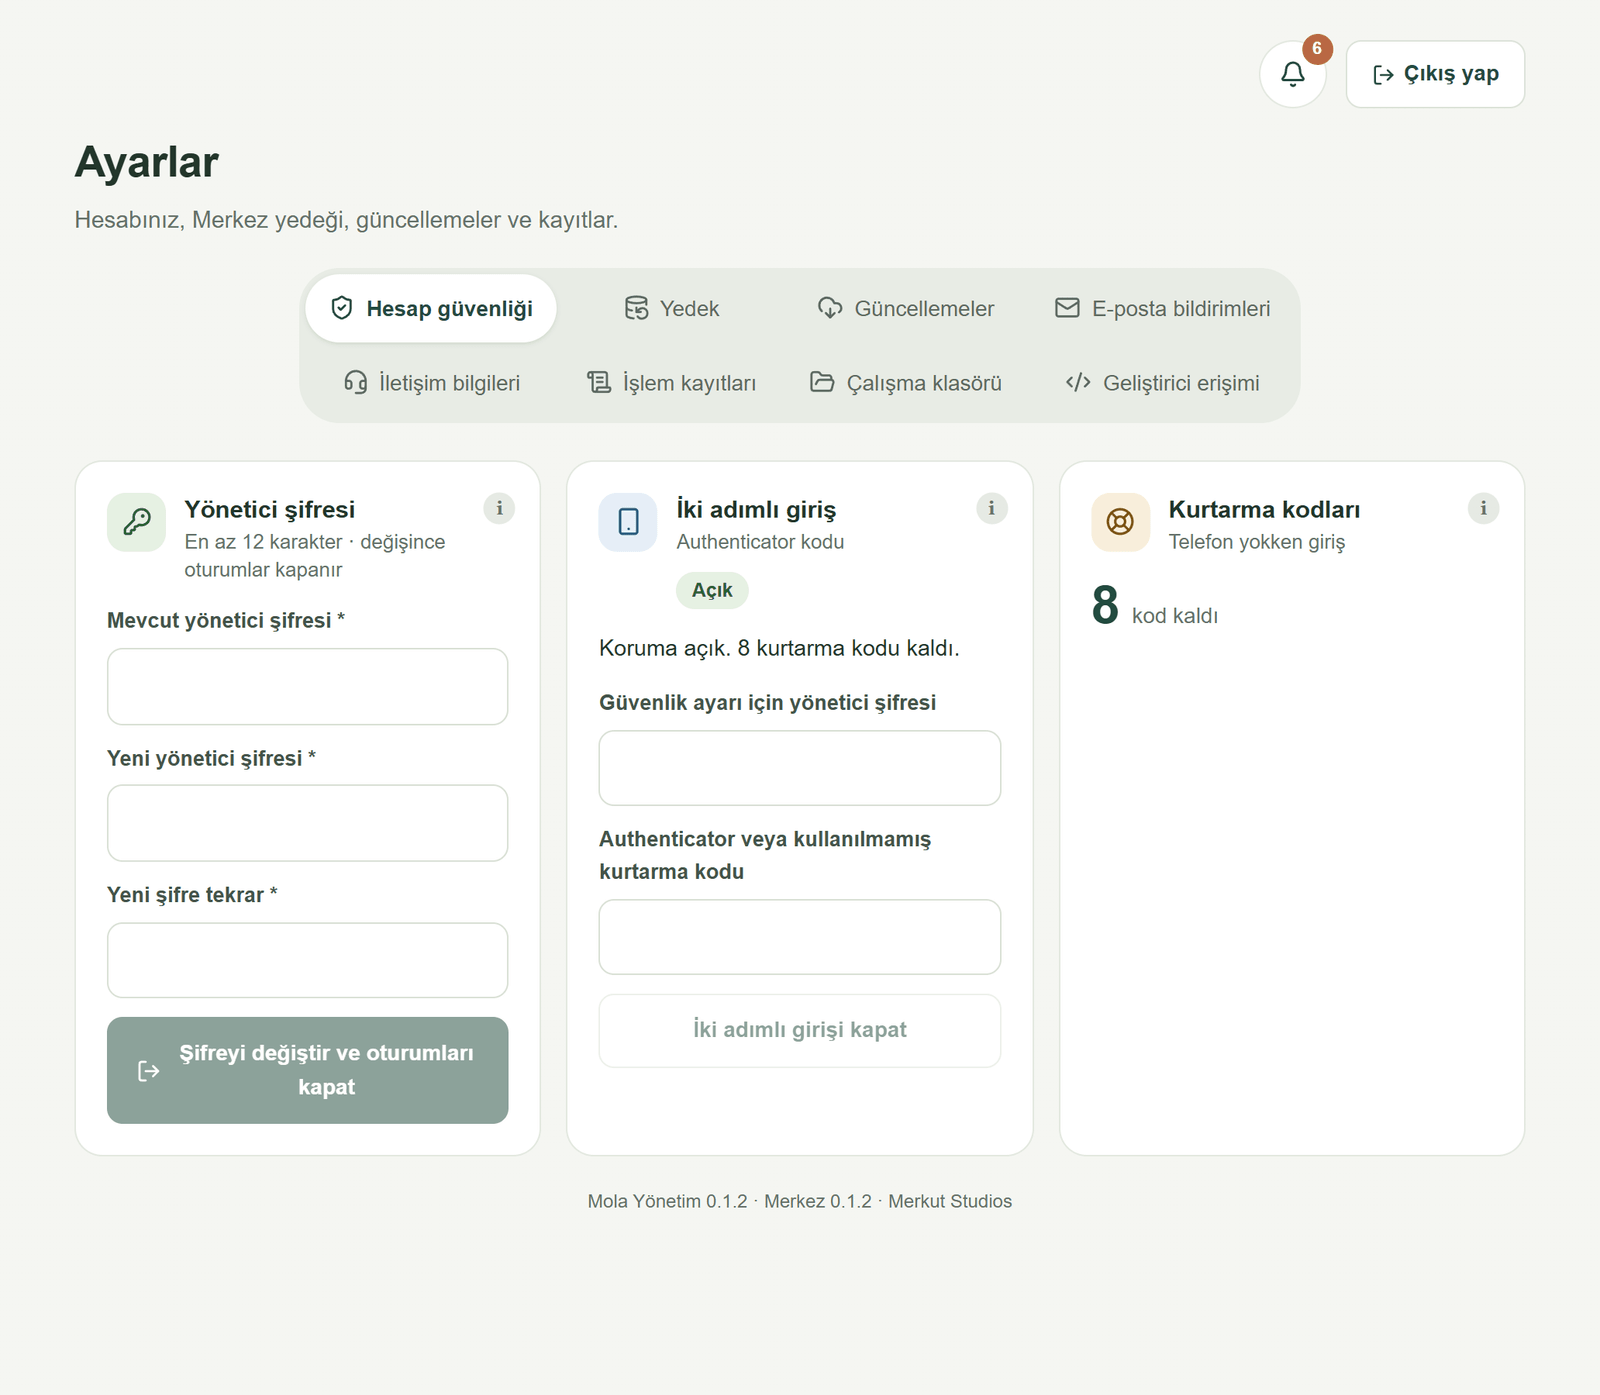 6
Çıkış yap
Ayarlar
Hesabınız, Merkez yedeği, güncellemeler ve kayıtlar.
Hesap güvenliği
Yedek
Güncellemeler
E-posta bildirimleri
İletişim bilgileri
İşlem kayıtları
Çalışma klasörü
Geliştirici erişimi
Yönetici şifresi
i
En az 12 karakter · değişince
oturumlar kapanır
Mevcut yönetici şifresi *
Yeni yönetici şifresi *
Yeni şifre tekrar *
Şifreyi değiştir ve oturumları
kapat
İki adımlı giriş
i
Authenticator kodu
Açık
Koruma açık. 8 kurtarma kodu kaldı.
Güvenlik ayarı için yönetici şifresi
Authenticator veya kullanılmamış
kurtarma kodu
İki adımlı girişi kapat
Kurtarma kodları
i
Telefon yokken giriş
8 kod kaldı
Mola Yönetim 0.1.2 · Merkez 0.1.2 · Merkut Studios